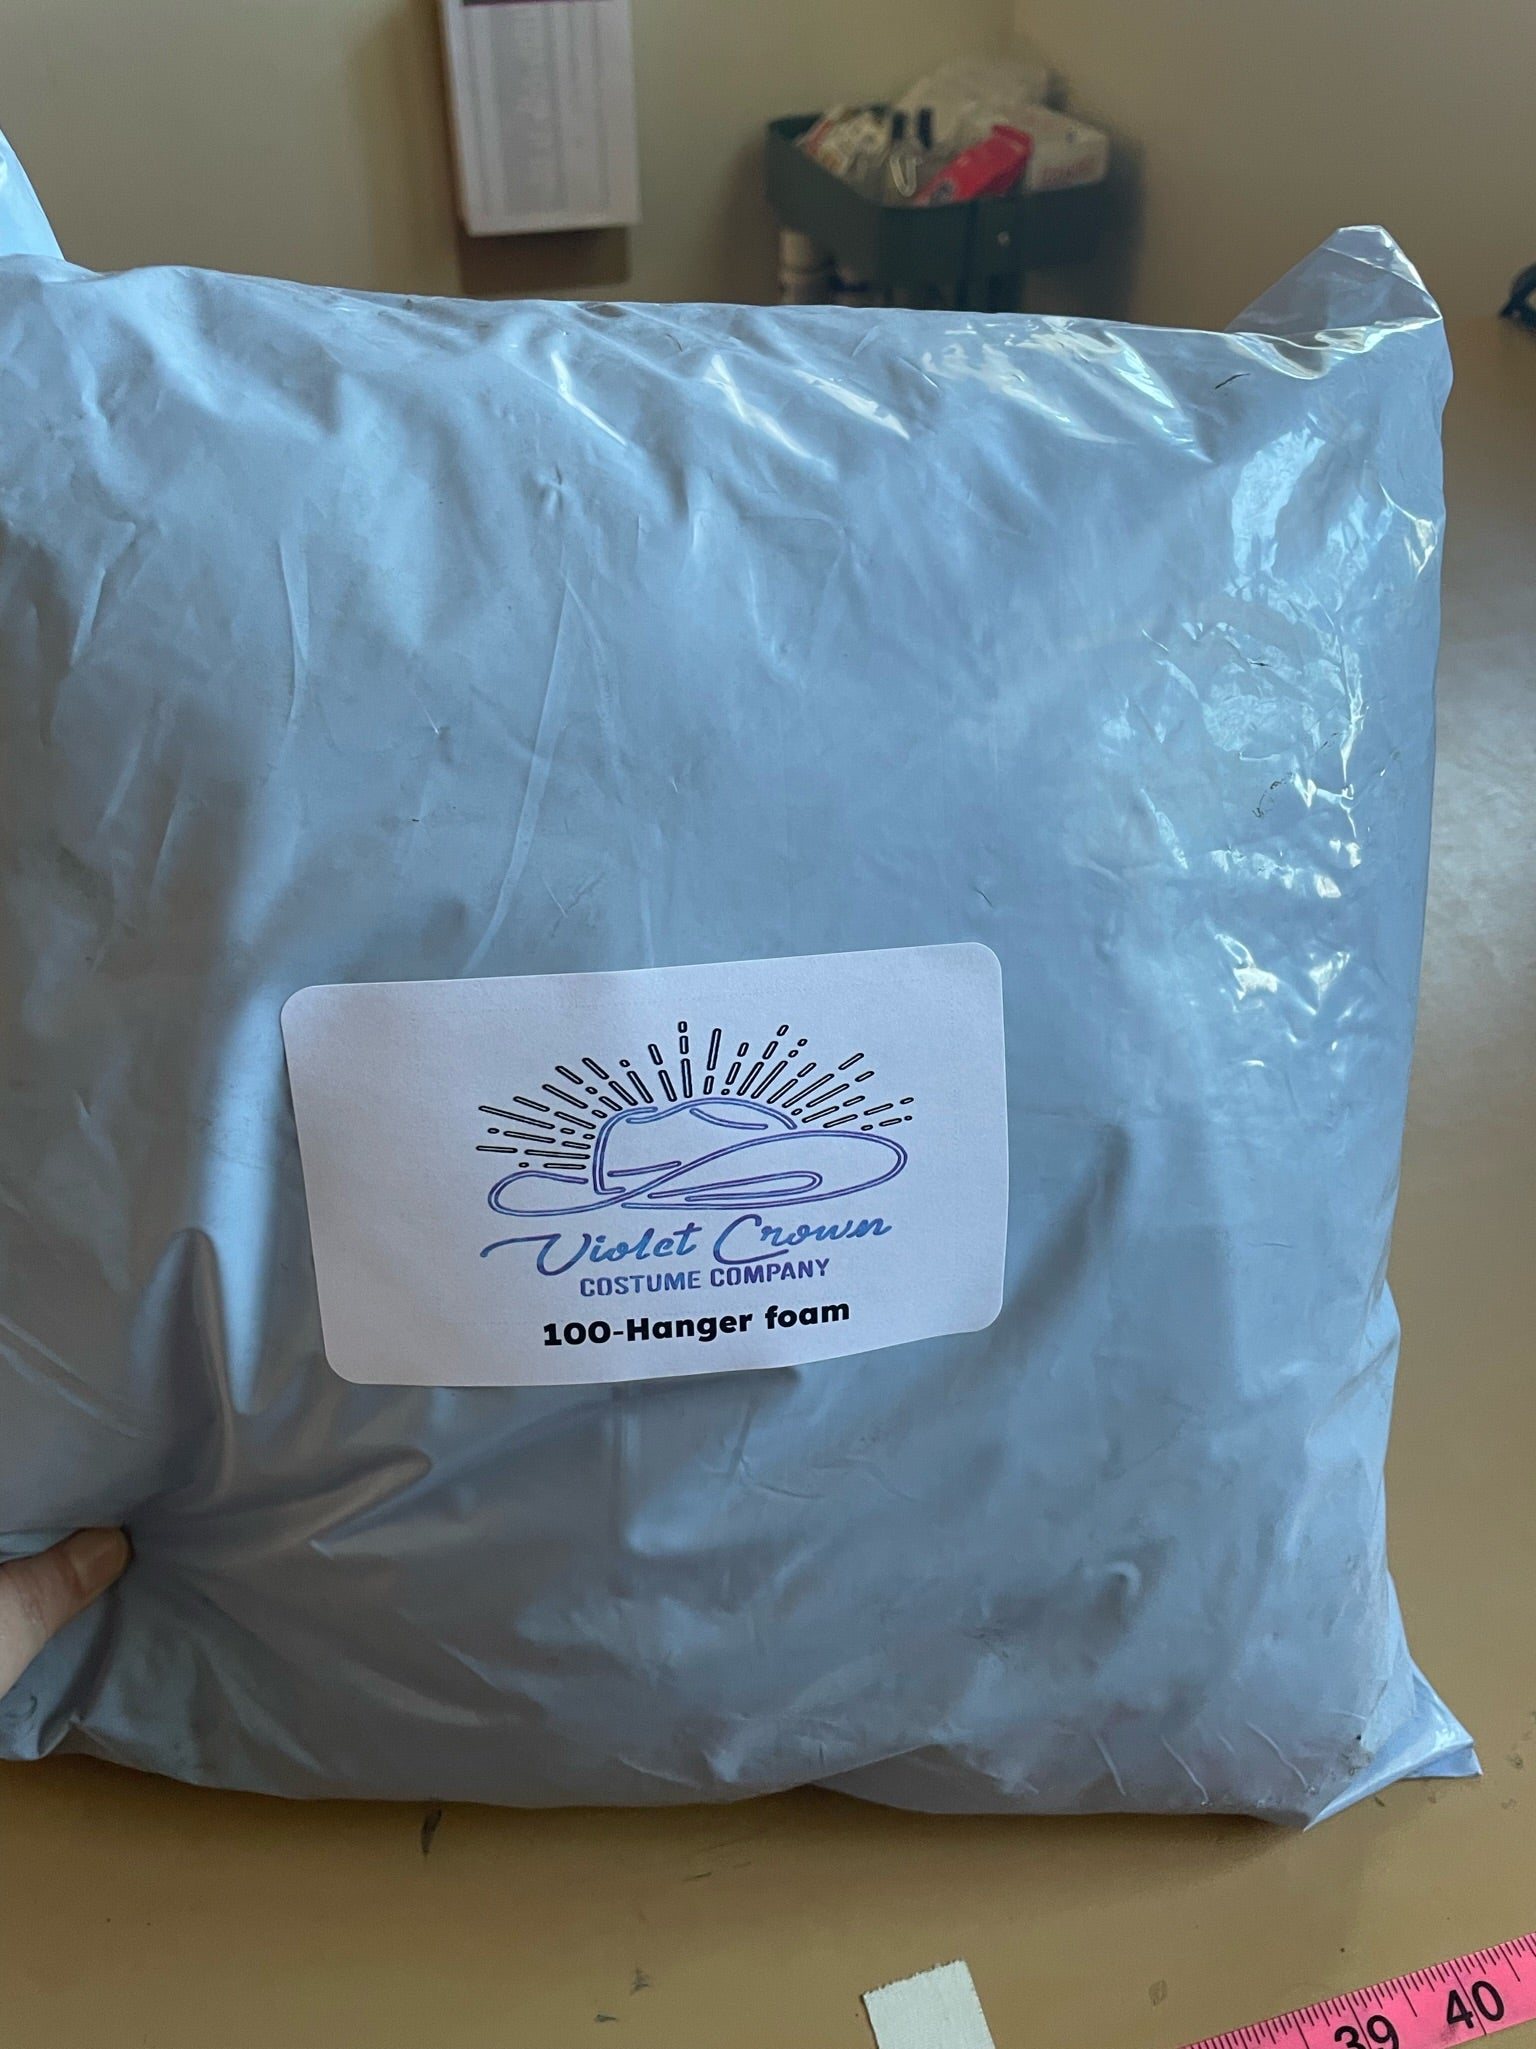 Violet Crown
COSTUME COMPANY
100-Hanger foam
39 40